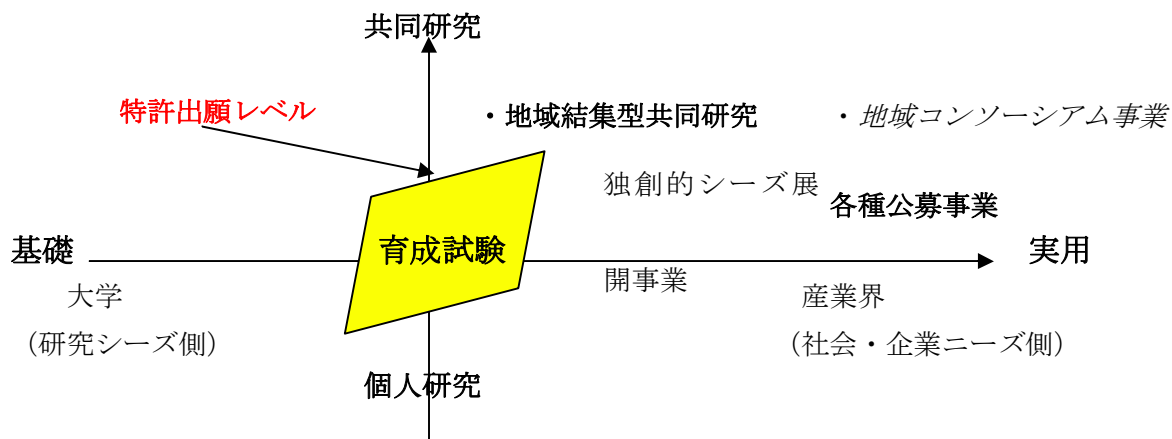 共同研究
特許出願レベル
・地域結集型共同研究
・地域コンソーシアム事業
独創的シーズ展
各種公募事業
基礎
育成試験
実用
大学
開事業
産業界
(研究シーズ側)
(社会・企業ニーズ側)
個人研究